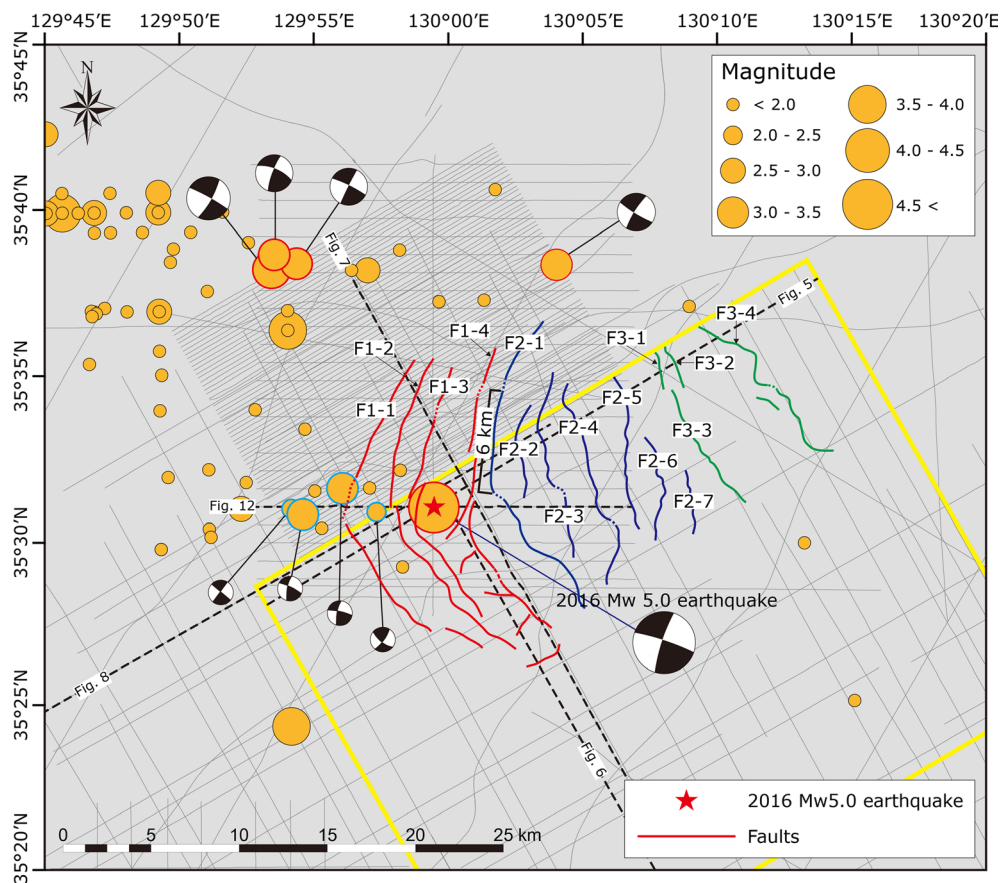 129°45'E 129°50'E 129°55'E 130°00'E 130°05'E 130°10'E 130°15'E 130°20'E
35°45'N
N
Magnitude
< 2.0
3.5 - 4.0
2.0 - 2.5
4.0 - 4.5
2.5 - 3.0
4.5 <
3.0 - 3.5
35°40'N
Fig. 7
Fig. 5
F3-4
F1-4
F2-1
F3-1
F1-2
F3-2
35°35'N
F1-3
F2-5
F1-1
F2-4
F3-3
6 km
F2-2
F2-6
F2-7
Fig. 12
F2-3
35°30'N
2016 Mw 5.0 earthquake
Fig. 8
35°25'N
Fig. 6
2016 Mw5.0 earthquake
Faults
0 5 10 15 20 25 km
35°20'N